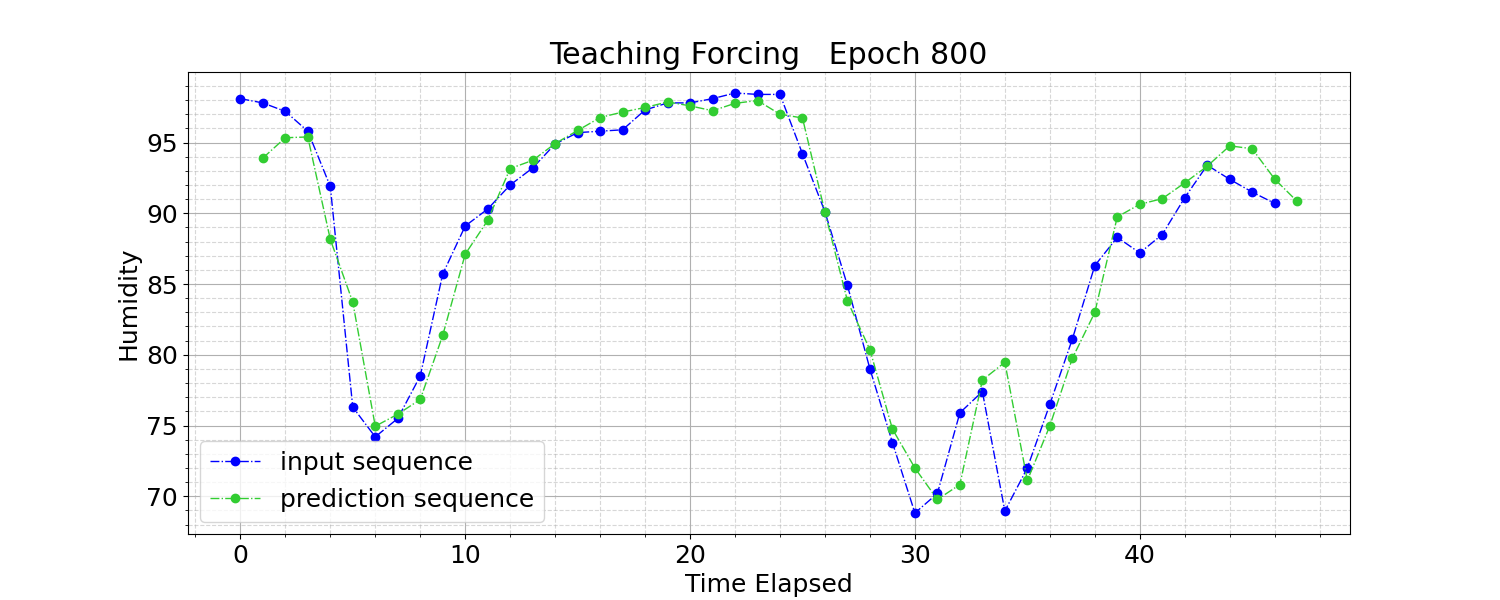 Teaching Forcing   Epoch 800
Humidity
95
90
85
80
75
70
input sequence
prediction sequence
0 10 20 30 40
Time Elapsed